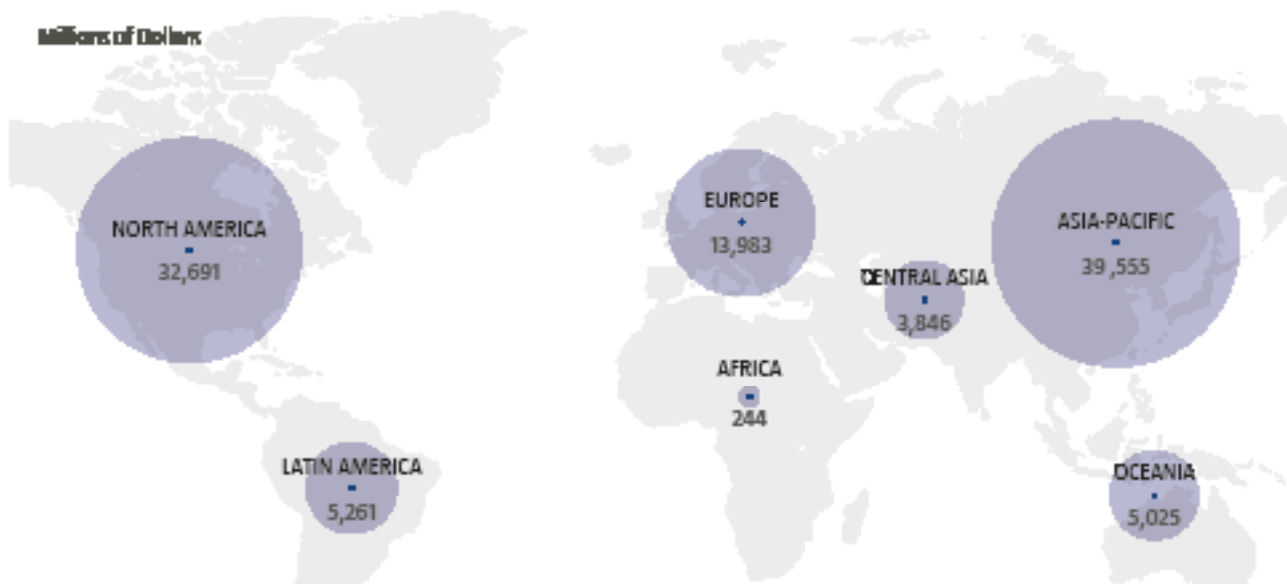 Millions of Dollars
NORTH AMERICA
32,691
EUROPE
13,983
ASIA-PACIFIC
39 ,555
CENTRAL ASIA
3,846
AFRICA
244
LATIN AMERICA
5,261
OCEANIA
5,025